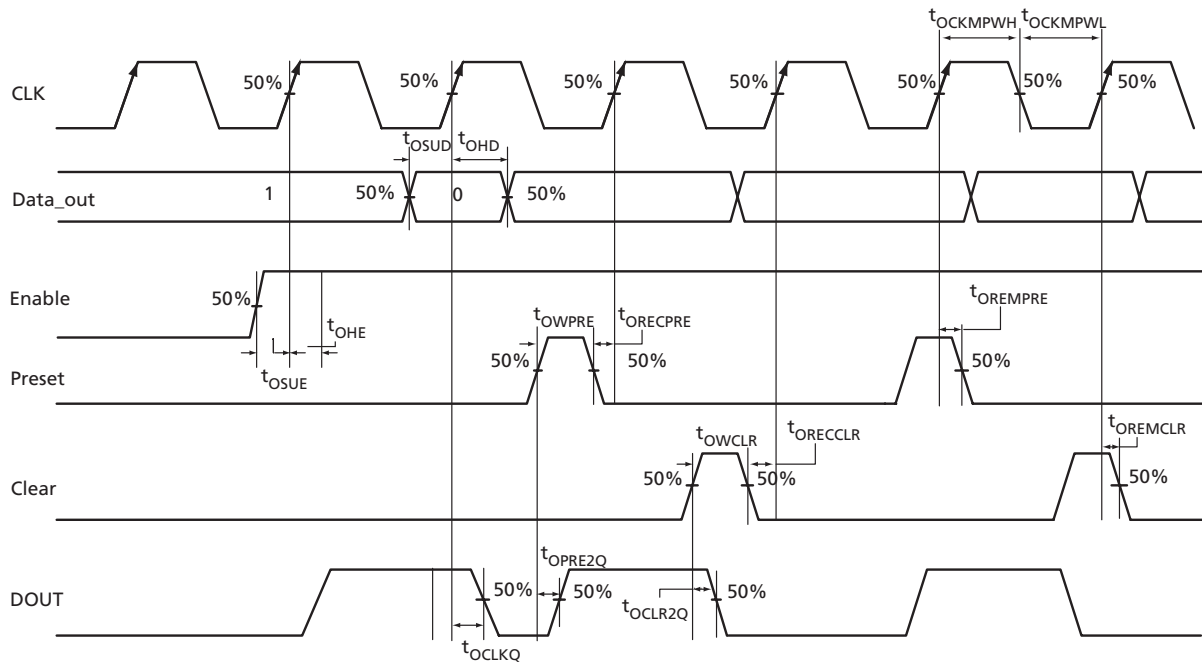 tOCKMPWH tOCKMPWL
CLK
50% 50% 50% 50% 50% 50% 50%
tOSUD tOHD
Data_out
1 50% 0 50%
Enable
50%
tOHE
tOSUE
tOREMPRE
tOWPRE tORECPRE
Preset
50% 50% 50%
tOWCLR tORECCLR tOREMCLR
Clear
50% 50% 50%
tOPRE2Q
DOUT
50% 50% 50%
tOCLR2Q
tOCLKQ